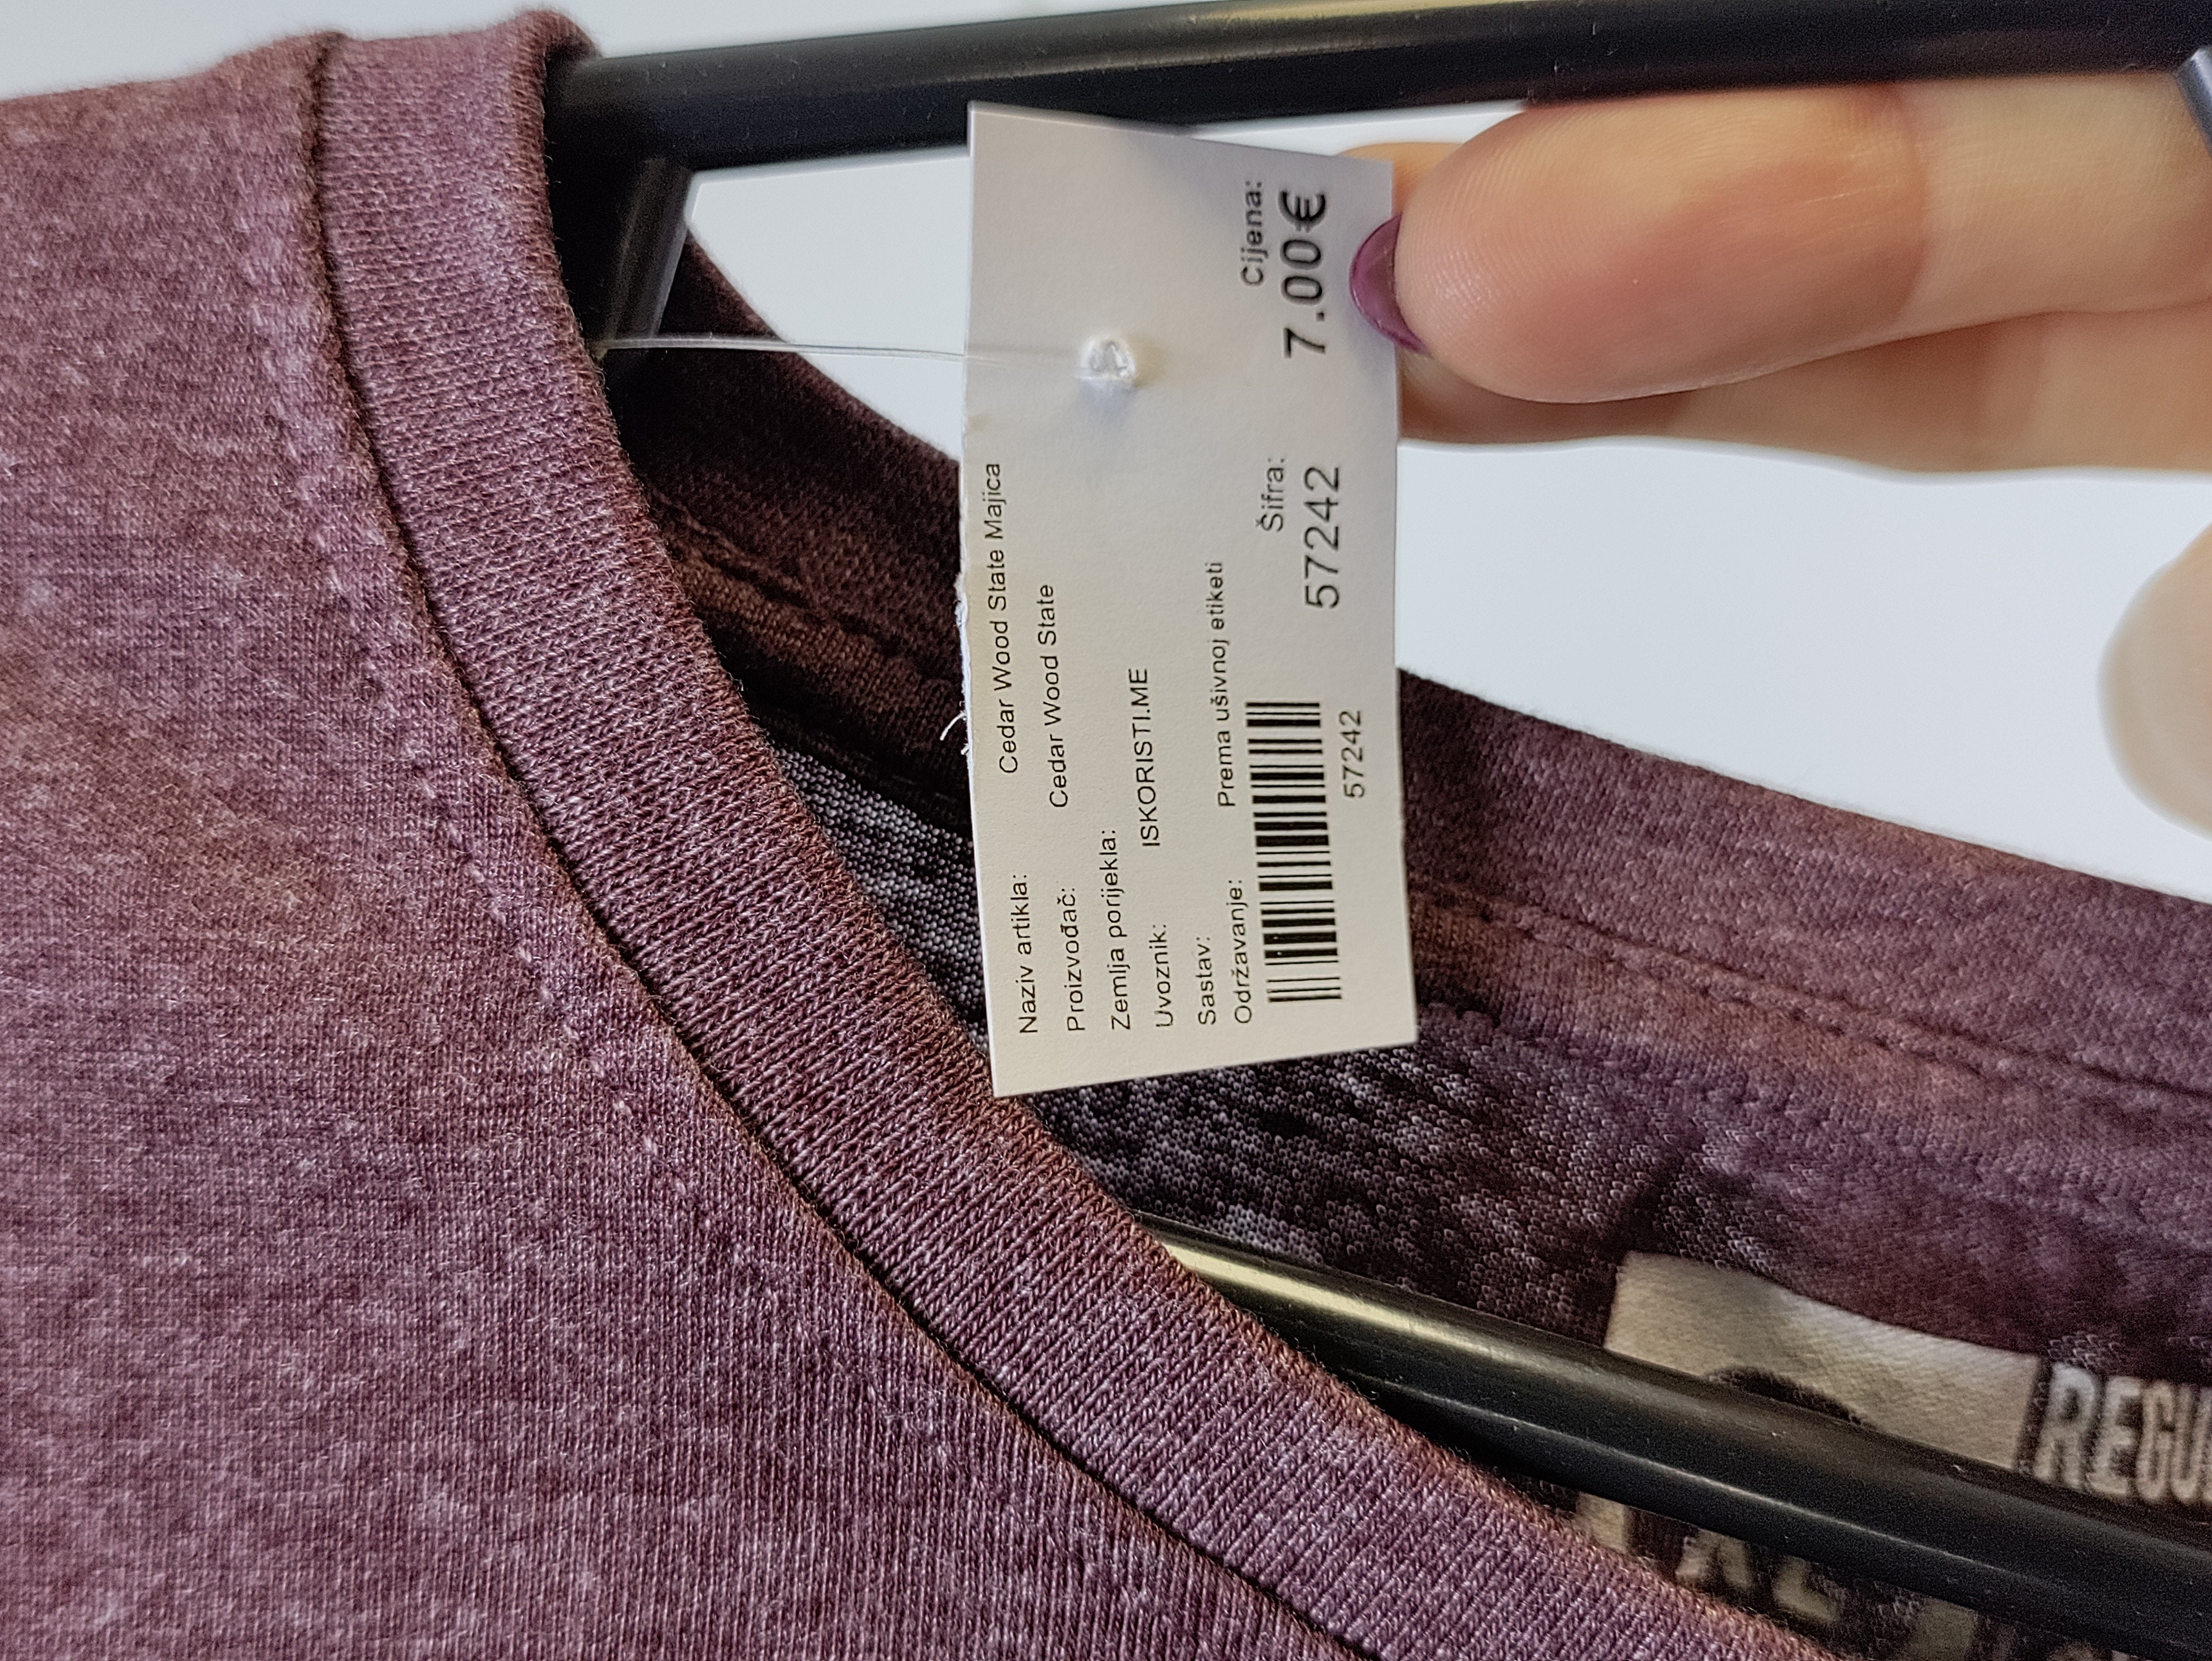 Naziv artikla: Cedar Wood State Majica
Proizvođač: Cedar Wood State
Zemlja porijekla:
Uvoznik: ISKORISTI.ME
Sastav:
Održavanje: Prema ušivnoj etiketi
57242
Šifra:
57242
Cijena:
7.00€